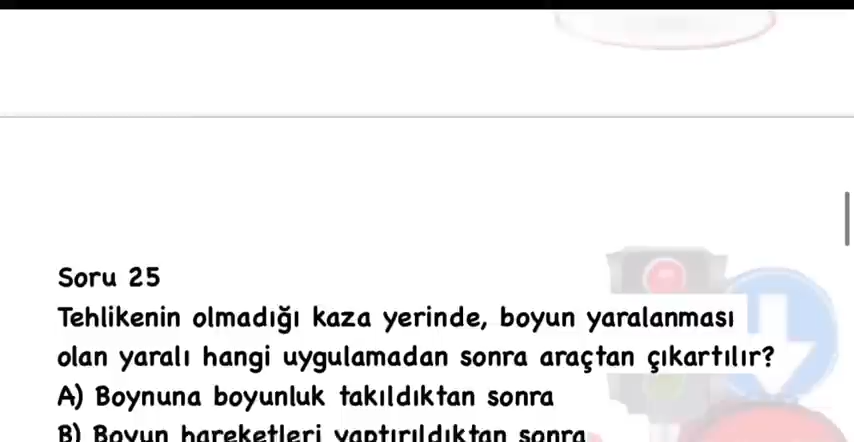 Soru 25
Tehlikenin olmadığı kaza yerinde, boyun yaralanması
olan yaralı hangi uygulamadan sonra araçtan çıkartılır?
A) Boynuna boyunluk takıldıktan sonra
B) Boyun hareketleri yaptırıldıktan sonra